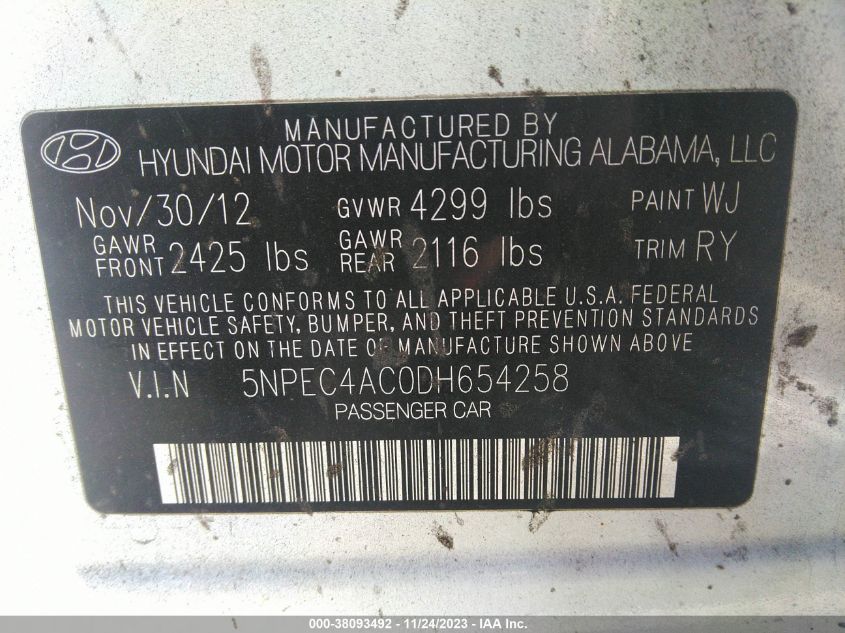 MANUFACTURED BY
HYUNDAI MOTOR MANUFACTURING ALABAMA, LLC
Nov/30/12 GVWR 4299 lbs PAINT WJ
GAWR FRONT 2425 lbs GAWR REAR 2116 lbs TRIM RY
THIS VEHICLE CONFORMS TO ALL APPLICABLE U.S.A. FEDERAL
MOTOR VEHICLE SAFETY, BUMPER, AND THEFT PREVENTION STANDARDS
IN EFFECT ON THE DATE OF MANUFACTURE SHOWN ABOVE
V.I.N 5NPEC4AC0DH654258
PASSENGER CAR
000-38093492 - 11/24/2023 - IAA Inc.